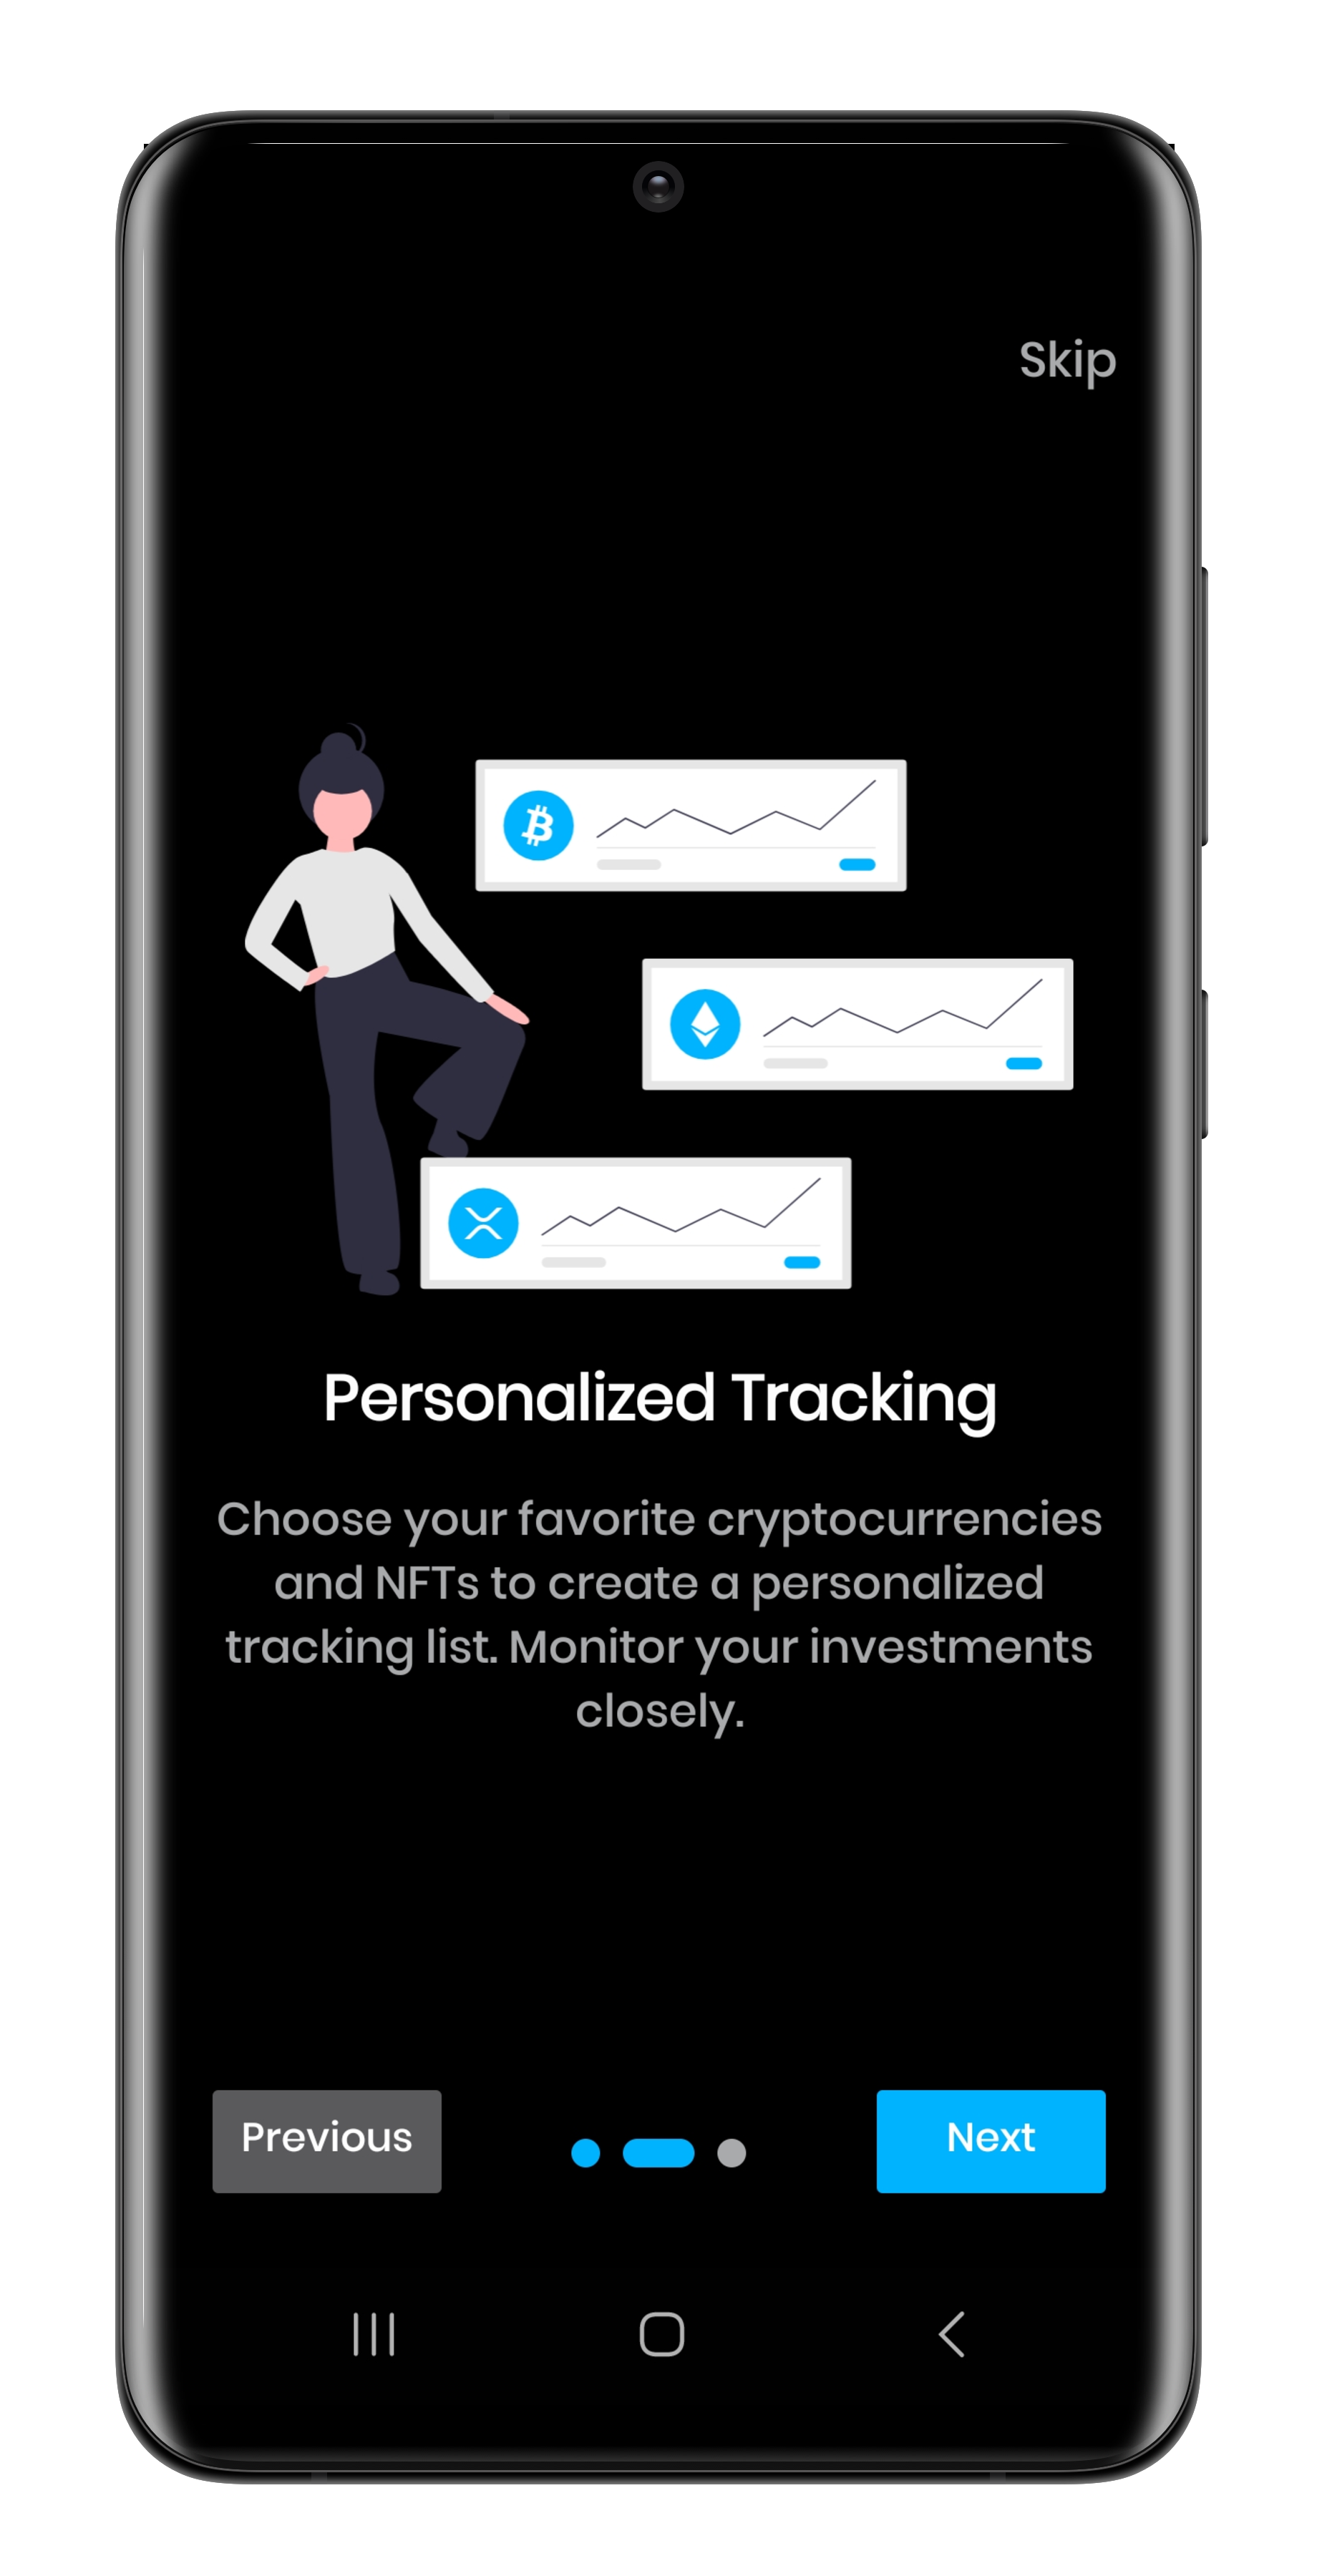 Skip
Personalized Tracking
Choose your favorite cryptocurrencies
and NFTs to create a personalized
tracking list. Monitor your investments
closely.
Previous
Next